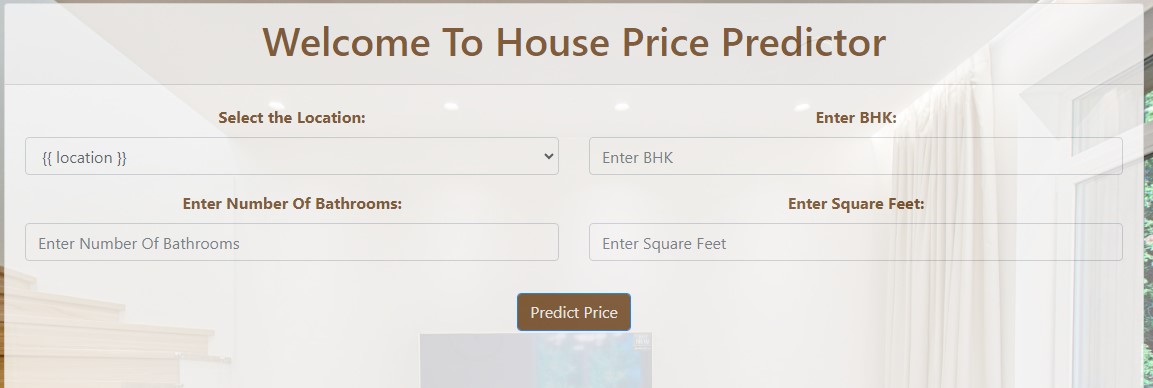 Welcome To House Price Predictor
Select the Location:
Enter BHK:
{{ location }}
Enter BHK
Enter Number Of Bathrooms:
Enter Square Feet:
Enter Number Of Bathrooms
Enter Square Feet
Predict Price